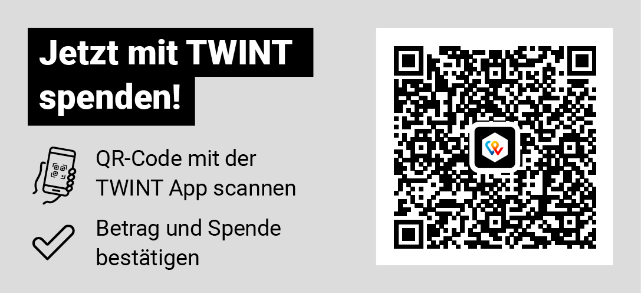 Jetzt mit TWINT
spenden!
QR-Code mit der
TWINT App scannen
Betrag und Spende
bestätigen